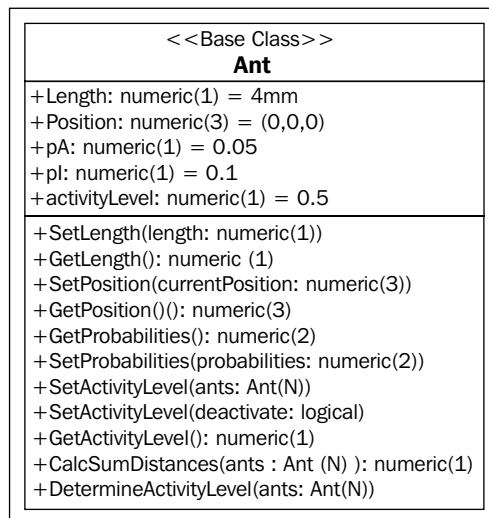 <<Base Class>>
Ant
+Length: numeric(1) = 4mm
+Position: numeric(3) = (0,0,0)
+pA: numeric(1) = 0.05
+pI: numeric(1) = 0.1
+activityLevel: numeric(1) = 0.5
+SetLength(length: numeric(1))
+GetLength(): numeric (1)
+SetPosition(currentPosition: numeric(3))
+GetPosition()(): numeric(3)
+GetProbabilities(): numeric(2)
+SetProbabilities(probabilities: numeric(2))
+SetActivityLevel(ants: Ant(N))
+SetActivityLevel(deactivate: logical)
+GetActivityLevel(): numeric(1)
+CalcSumDistances(ants : Ant (N) ): numeric(1)
+DetermineActivityLevel(ants: Ant(N))